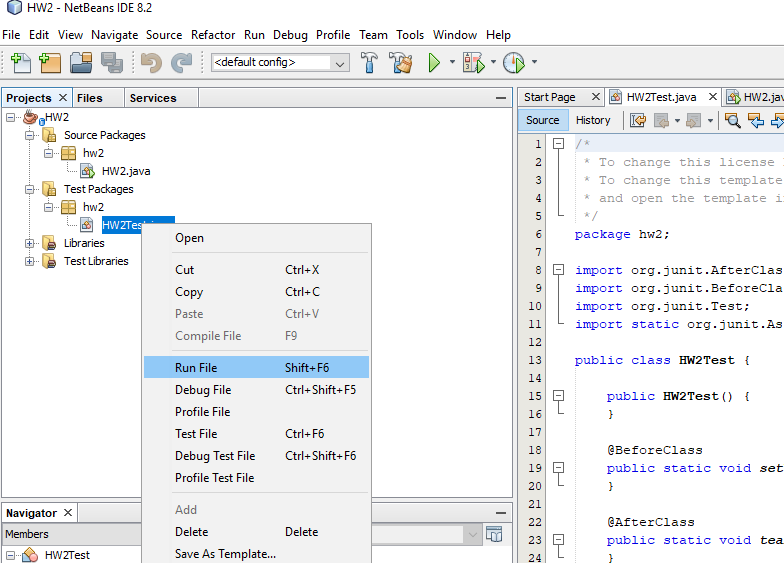 HW2 - NetBeans IDE 8.2
File Edit View Navigate Source Refactor Run Debug Profile Team Tools Window Help
<default config>
Projects Files Services
HW2
Source Packages
hw2
HW2.java
Test Packages
hw2
Libraries
Test Libraries
Open
Cut Ctrl+X
Copy Ctrl+C
Paste Ctrl+V
Compile File F9
Run File Shift+F6
Debug File Ctrl+Shift+F5
Profile File
Test File Ctrl+F6
Debug Test File Ctrl+Shift+F6
Profile Test File
Add
Delete Delete
Save As Template...
Navigator
Members
HW2Test
Start Page HW2Test.java HW2.jav
Source History
1 /*
2 * To change this license
3 * To change this template
4 * and open the template i
5 */
6 package hw2;
7
8 import org.junit.AfterClas
9 import org.junit.BeforeCla
10 import org.junit.Test;
11 import static org.junit.As
12
13 public class HW2Test {
14
15 public HW2Test() {
16 }
17
18 @BeforeClass
19 public static void set
20 }
21
22 @AfterClass
23 public static void tea
24 }